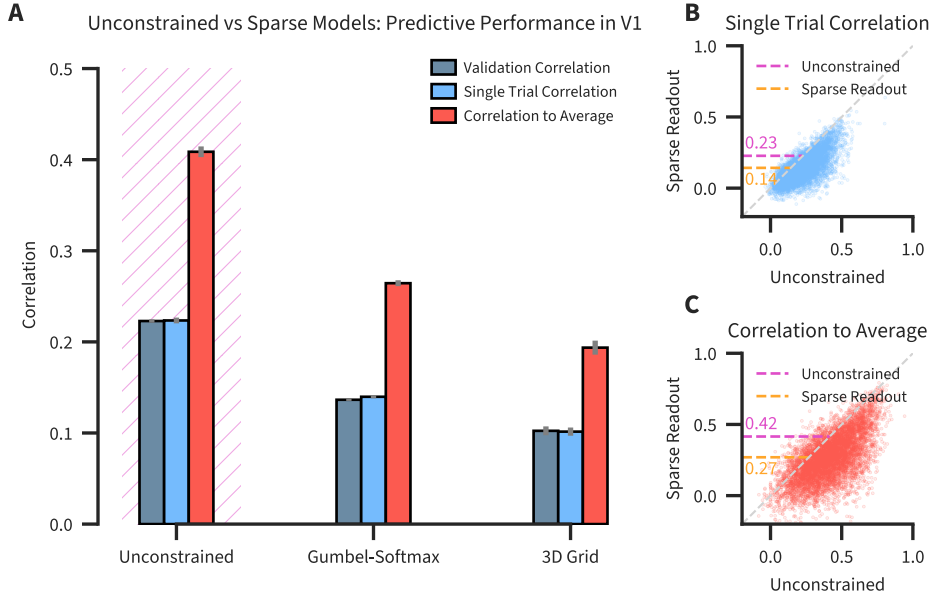 A
Unconstrained vs Sparse Models: Predictive Performance in V1
Validation Correlation
Single Trial Correlation
Correlation to Average
Correlation
0.5
0.4
0.3
0.2
0.1
0.0
Unconstrained
Gumbel-Softmax
3D Grid
B
Single Trial Correlation
Unconstrained
Sparse Readout
Sparse Readout
1.0
0.5
0.0
0.23
0.14
0.0
0.5
1.0
Unconstrained
C
Correlation to Average
Unconstrained
Sparse Readout
Sparse Readout
1.0
0.5
0.0
0.42
0.27
0.0
0.5
1.0
Unconstrained